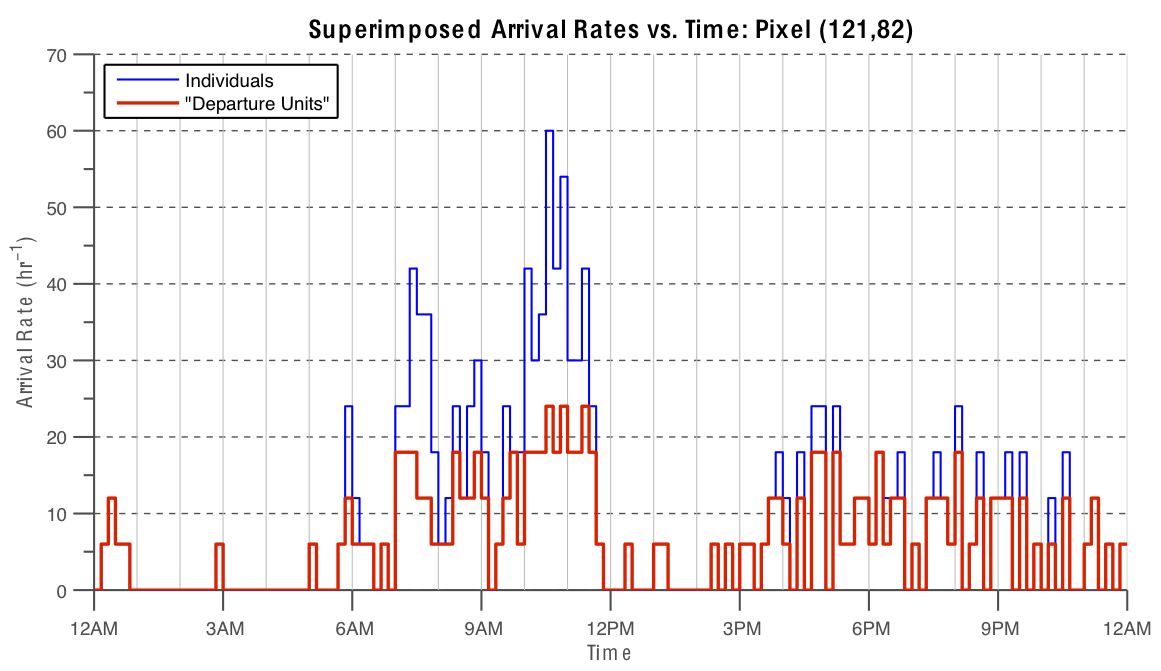 Superimposed Arrival Rates vs. Time: Pixel (121,82)
Individuals
"Departure Units"
70
60
50
40
30
20
10
0
Arrival Rate (hr⁻¹)
12AM 3AM 6AM 9AM 12PM 3PM 6PM 9PM 12AM
Time